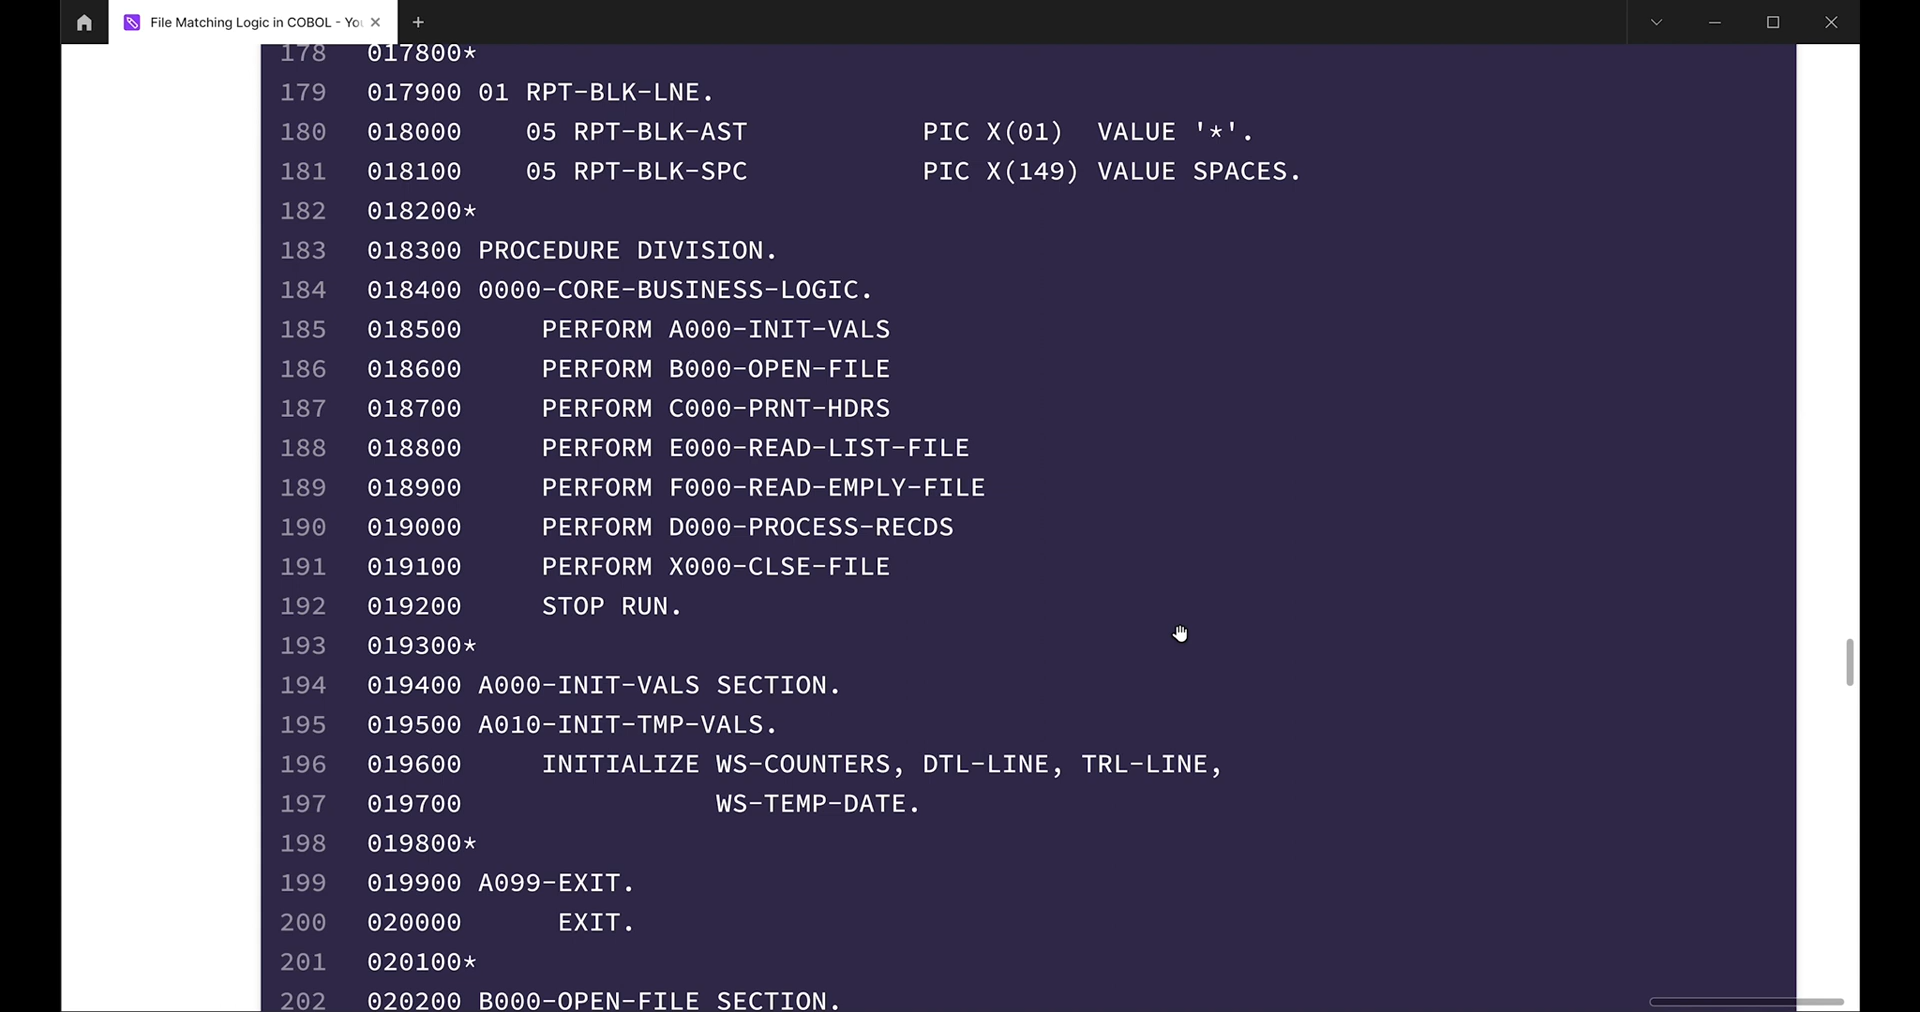 File Matching Logic in COBOL - You
178 017800*
179 017900 01 RPT-BLK-LNE.
180 018000    05 RPT-BLK-AST           PIC X(01)  VALUE '*'.
181 018100    05 RPT-BLK-SPC           PIC X(149) VALUE SPACES.
182 018200*
183 018300 PROCEDURE DIVISION.
184 018400 0000-CORE-BUSINESS-LOGIC.
185 018500     PERFORM A000-INIT-VALS
186 018600     PERFORM B000-OPEN-FILE
187 018700     PERFORM C000-PRNT-HDRS
188 018800     PERFORM E000-READ-LIST-FILE
189 018900     PERFORM F000-READ-EMPLY-FILE
190 019000     PERFORM D000-PROCESS-RECDS
191 019100     PERFORM X000-CLSE-FILE
192 019200     STOP RUN.
193 019300*
194 019400 A000-INIT-VALS SECTION.
195 019500 A010-INIT-TMP-VALS.
196 019600     INITIALIZE WS-COUNTERS, DTL-LINE, TRL-LINE,
197 019700                WS-TEMP-DATE.
198 019800*
199 019900 A099-EXIT.
200 020000      EXIT.
201 020100*
202 020200 B000-OPEN-FILE SECTION.